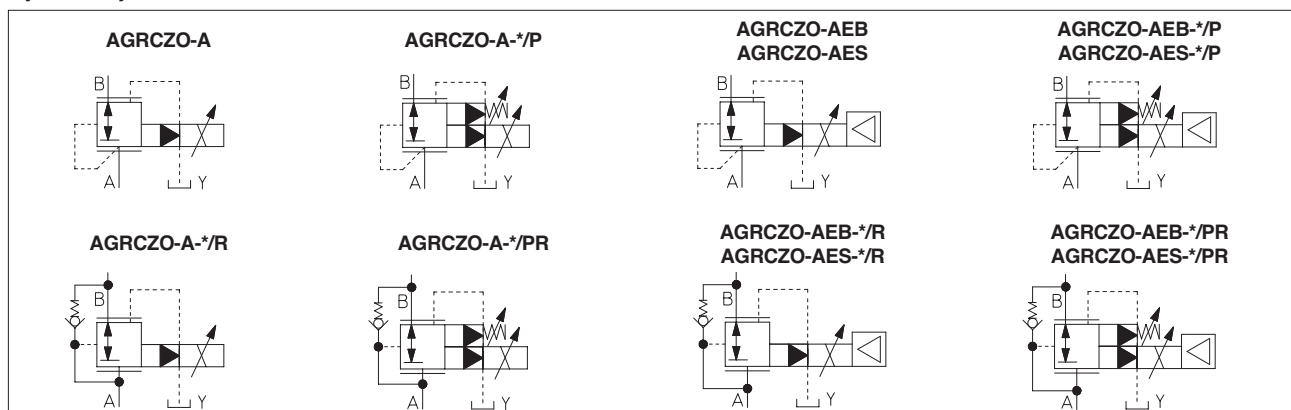 AGRCZO-A
AGRCZO-A-*/P
AGRCZO-AEB
AGRCZO-AES
AGRCZO-AEB-*/P
AGRCZO-AES-*/P
B
A
Y
B
A
Y
B
A
Y
B
A
Y
AGRCZO-A-*/R
AGRCZO-A-*/PR
AGRCZO-AEB-*/R
AGRCZO-AES-*/R
AGRCZO-AEB-*/PR
AGRCZO-AES-*/PR
B
A
Y
B
A
Y
B
A
Y
B
A
Y